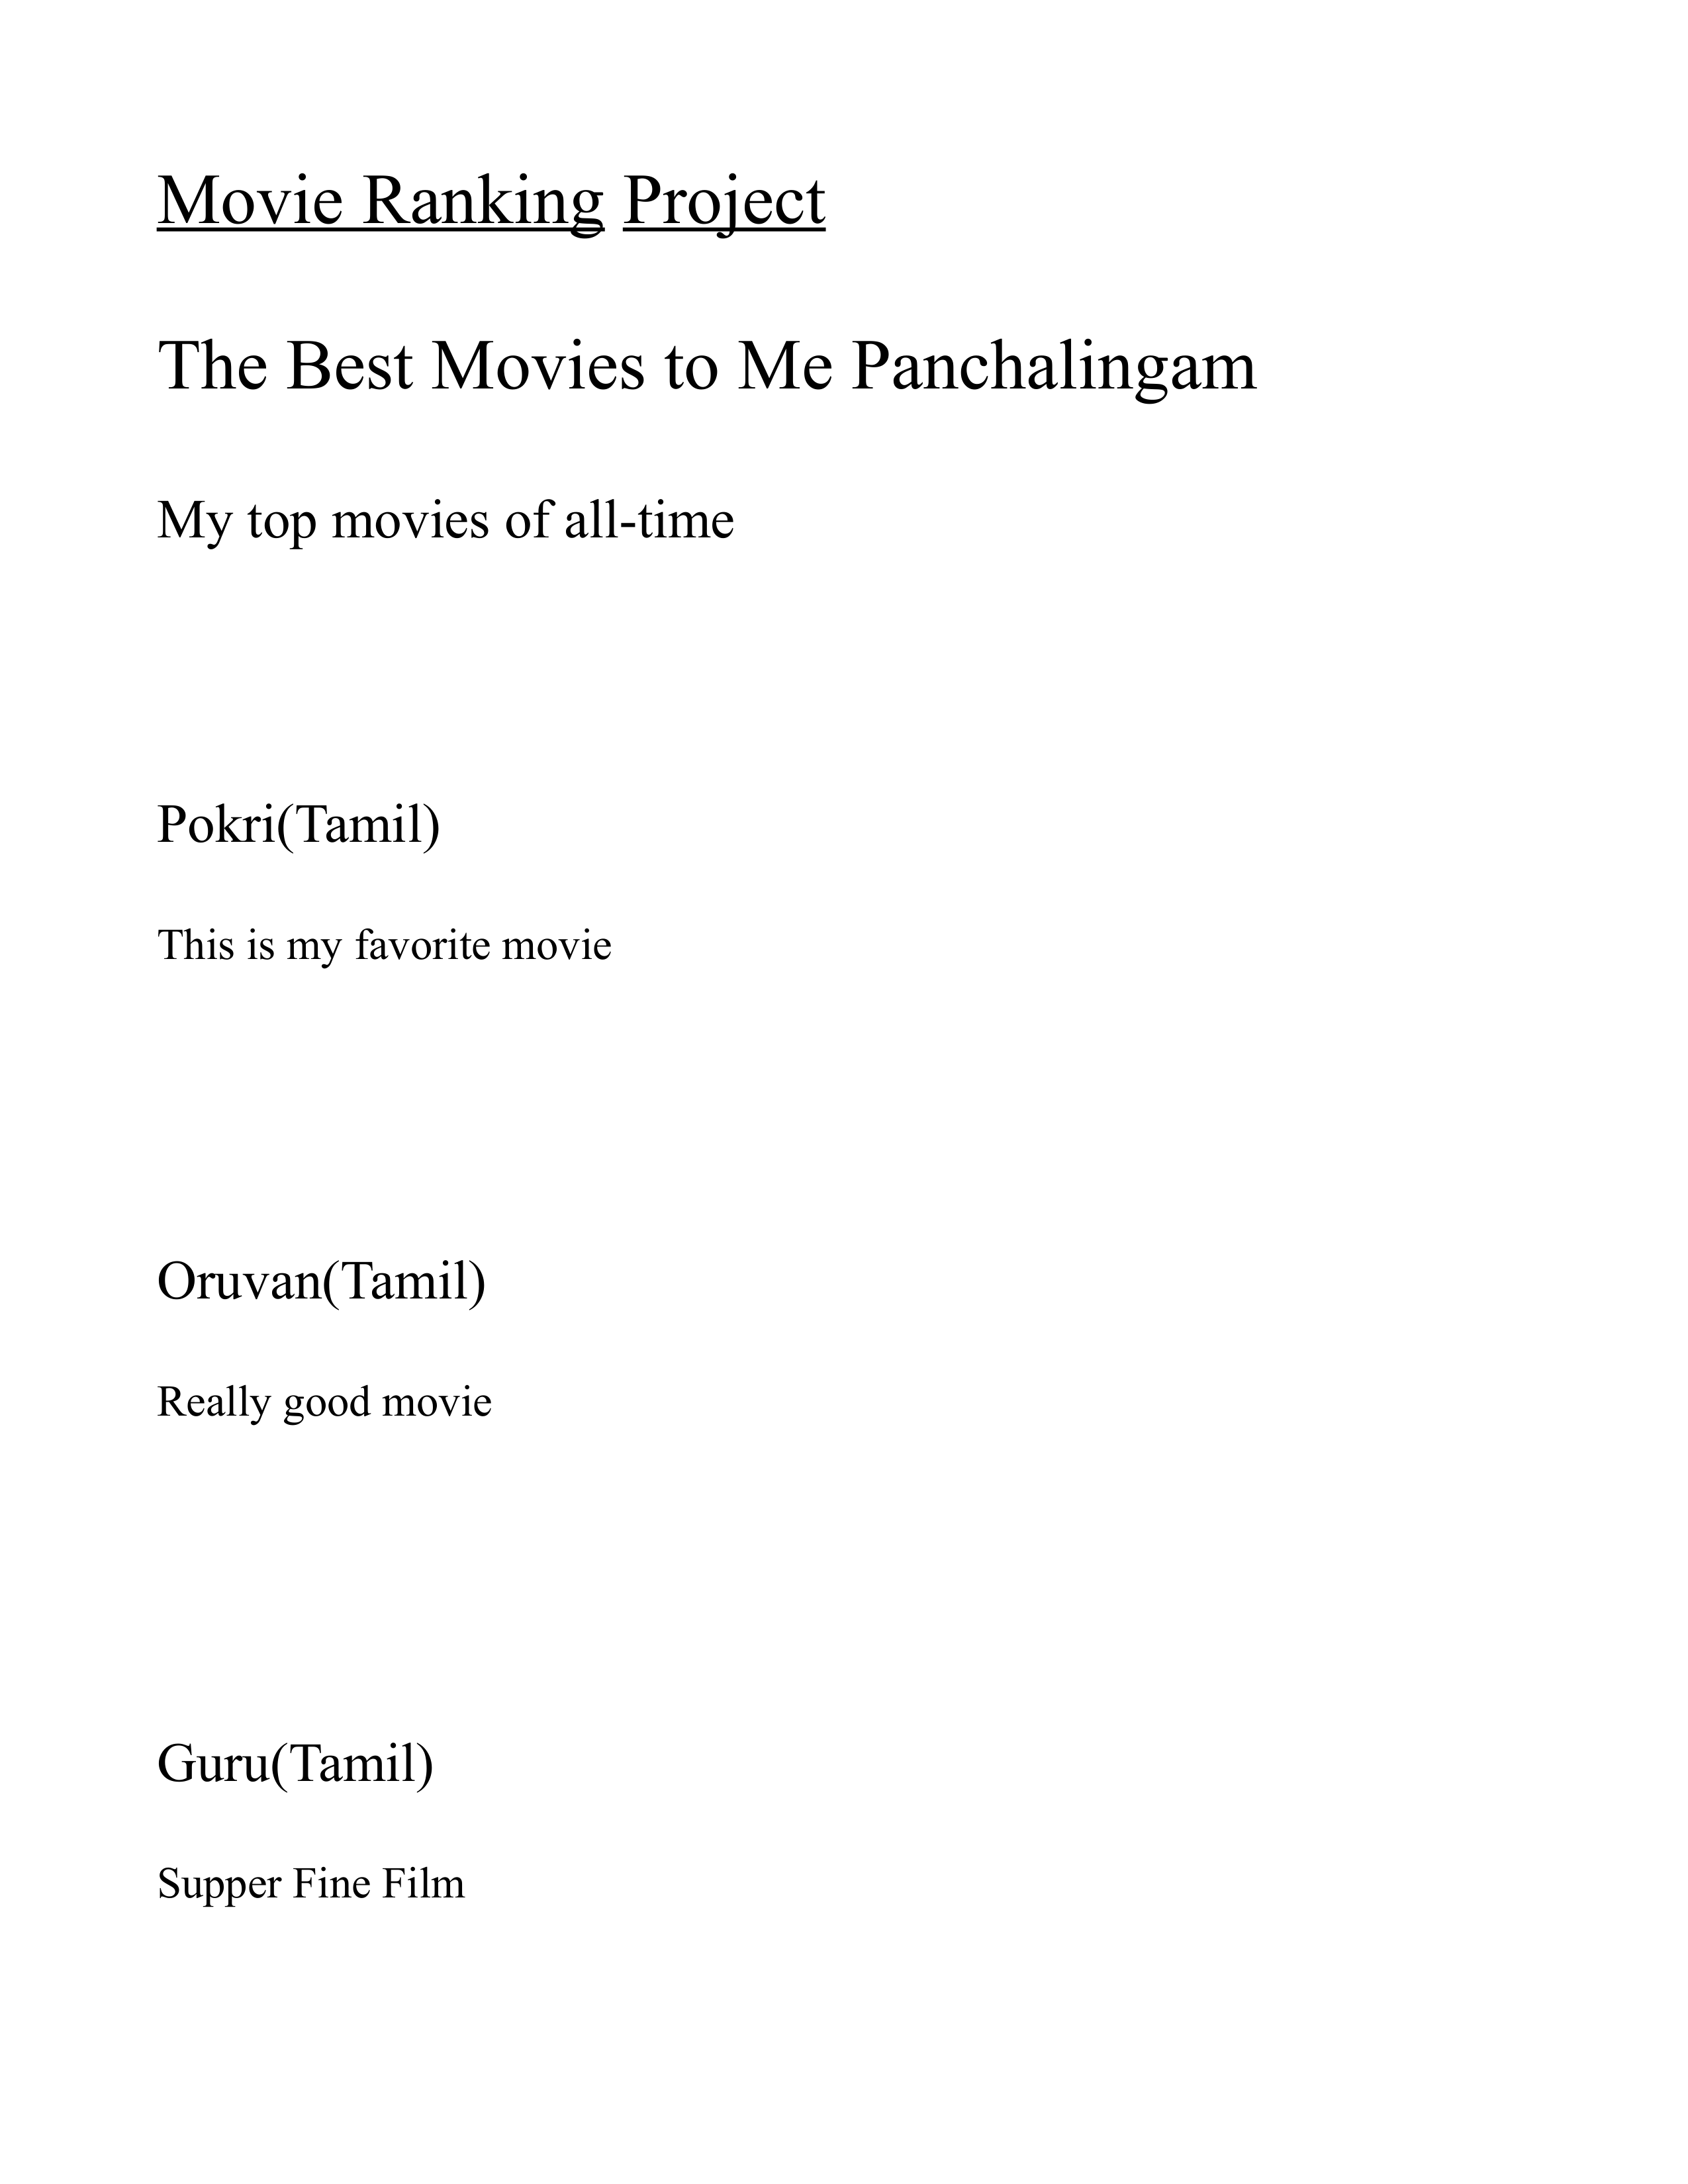 Movie Ranking Project
The Best Movies to Me Panchalingam
My top movies of all-time
Pokri(Tamil)
This is my favorite movie
Oruvan(Tamil)
Really good movie
Guru(Tamil)
Supper Fine Film